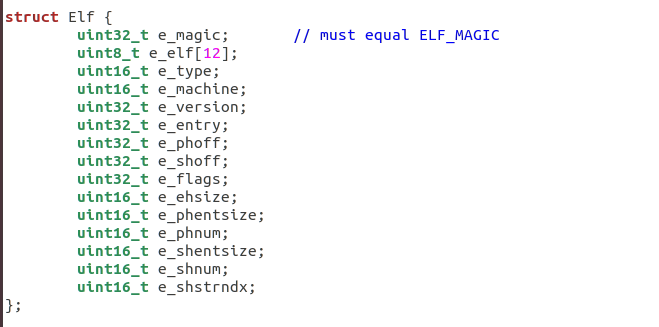 struct Elf {
        uint32_t e_magic;       // must equal ELF_MAGIC
        uint8_t e_elf[12];
        uint16_t e_type;
        uint16_t e_machine;
        uint32_t e_version;
        uint32_t e_entry;
        uint32_t e_phoff;
        uint32_t e_shoff;
        uint32_t e_flags;
        uint16_t e_ehsize;
        uint16_t e_phentsize;
        uint16_t e_phnum;
        uint16_t e_shentsize;
        uint16_t e_shnum;
        uint16_t e_shstrndx;
};